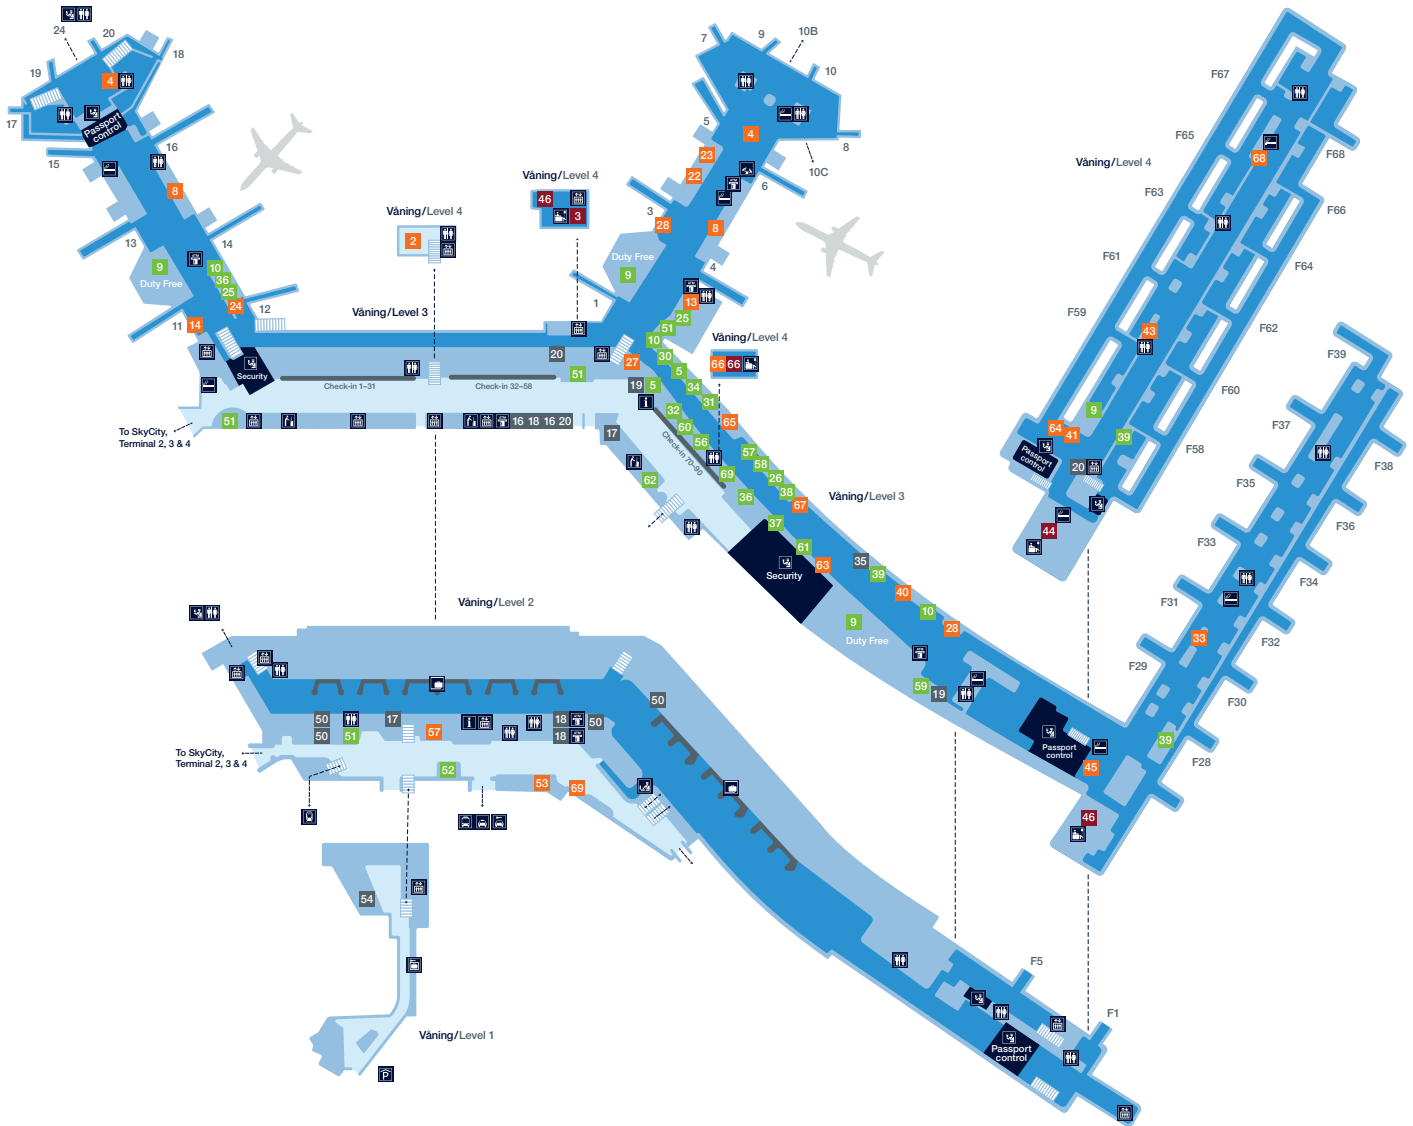 24
20
18
19
4
17
Passport
control
15
16
8
13
14
9
Duty Free
10
36
25
24
12
11
14
Security
Check-in 1–31
Check-in 32–58
To SkyCity,
Terminal 2, 3 & 4
51
Våning/Level 4
2
Våning/Level 3
Våning/Level 4
46
3
20
51
16 18 16 20
7
9
10B
10
5
4
8
10C
23
22
6
3
28
8
Duty Free
9
4
1
13
25
51
10
Våning/Level 4
66 66
27
30
5
19
5
34
31
32
60
56
65
Check-in 70–90
17
62
69
57
58
26
38
67
36
37
61
63
Security
Våning/Level 3
35
39
40
10
28
9
Duty Free
59
19
Passport
control
45
46
Våning/Level 4
F67
F65
F68
68
F63
F66
F61
F64
F59
F62
43
F60
9
64
41
39
F58
Passport
control
20
44
F39
F37
F38
F35
F36
F33
F34
F31
F32
33
F29
F30
39
F28
Våning/Level 2
50
50
51
17
57
18
18
50
50
To SkyCity,
Terminal 2, 3 & 4
52
53
69
54
Våning/Level 1
P
F5
F1
Passport
control